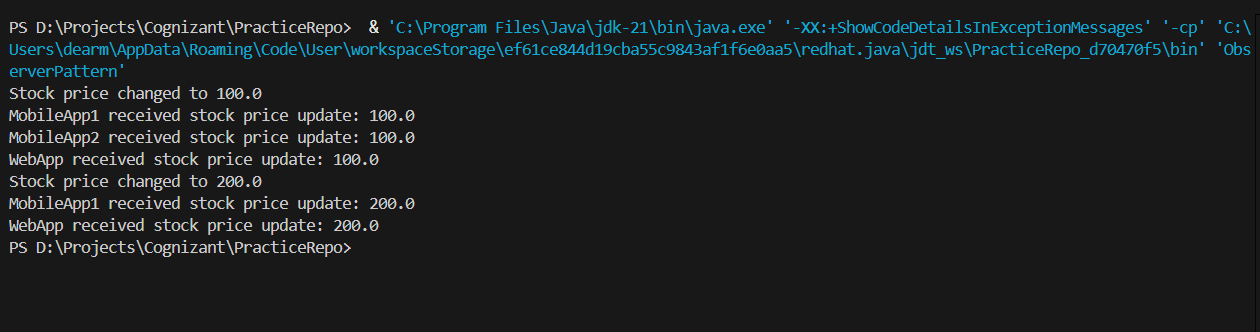 PS D:\Projects\Cognizant\PracticeRepo>  & 'C:\Program Files\Java\jdk-21\bin\java.exe' '-XX:+ShowCodeDetailsInExceptionMessages' '-cp' 'C:\
Users\dearm\AppData\Roaming\Code\User\workspaceStorage\ef61ce844d19cba55c9843af1f6e0aa5\redhat.java\jdt_ws\PracticeRepo_d70470f5\bin' 'Obs
erverPattern'
Stock price changed to 100.0
MobileApp1 received stock price update: 100.0
MobileApp2 received stock price update: 100.0
WebApp received stock price update: 100.0
Stock price changed to 200.0
MobileApp1 received stock price update: 200.0
WebApp received stock price update: 200.0
PS D:\Projects\Cognizant\PracticeRepo>